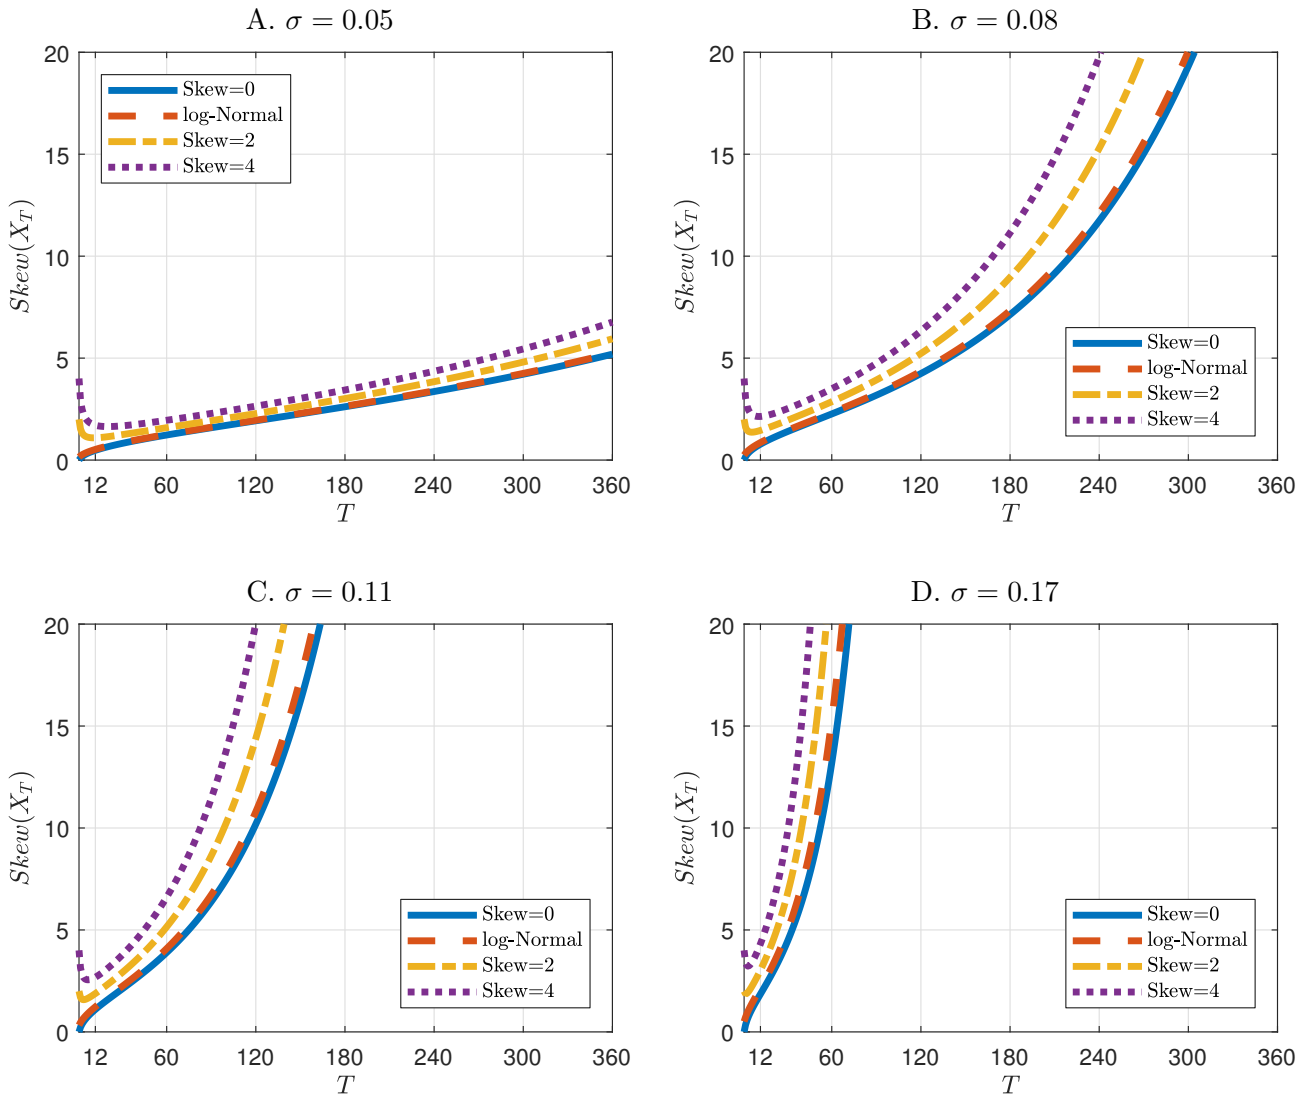 A. σ = 0.05
20
15
10
5
0
Skew(X_T)
Skew=0
log-Normal
Skew=2
Skew=4
12 60 120 180 240 300 360
T
B. σ = 0.08
20
15
10
5
0
Skew(X_T)
Skew=0
log-Normal
Skew=2
Skew=4
12 60 120 180 240 300 360
T
C. σ = 0.11
20
15
10
5
0
Skew(X_T)
Skew=0
log-Normal
Skew=2
Skew=4
12 60 120 180 240 300 360
T
D. σ = 0.17
20
15
10
5
0
Skew(X_T)
Skew=0
log-Normal
Skew=2
Skew=4
12 60 120 180 240 300 360
T